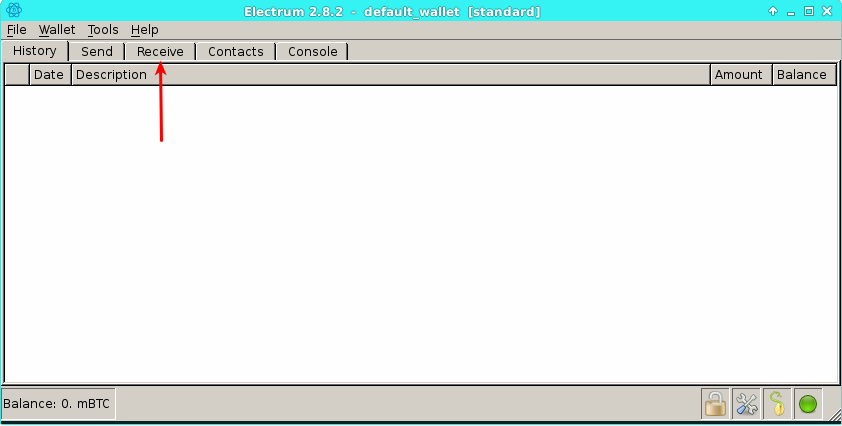 Electrum 2.8.2 - default_wallet [standard]
File Wallet Tools Help
History Send Receive Contacts Console
Date Description Amount Balance
Balance: 0. mBTC